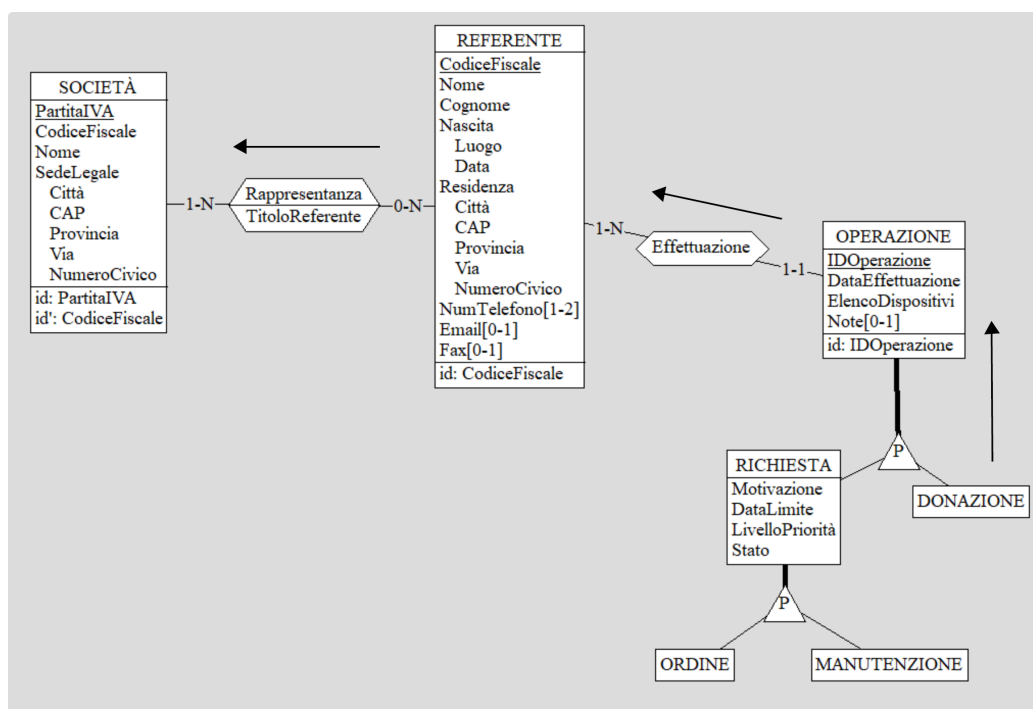 SOCIETÀ
PartitaIVA
CodiceFiscale
Nome
SedeLegale
Città
CAP
Provincia
Via
NumeroCivico
id: PartitaIVA
id': CodiceFiscale
1-N
Rappresentanza
TitoloReferente
0-N
REFERENTE
CodiceFiscale
Nome
Cognome
Nascita
Luogo
Data
Residenza
Città
CAP
Provincia
Via
NumeroCivico
NumTelefono[1-2]
Email[0-1]
Fax[0-1]
id: CodiceFiscale
1-N
Effettuazione
1-1
OPERAZIONE
IDOperazione
DataEffettuazione
ElencoDispositivi
Note[0-1]
id: IDOperazione
P
RICHIESTA
Motivazione
DataLimite
LivelloPriorità
Stato
DONAZIONE
P
ORDINE
MANUTENZIONE